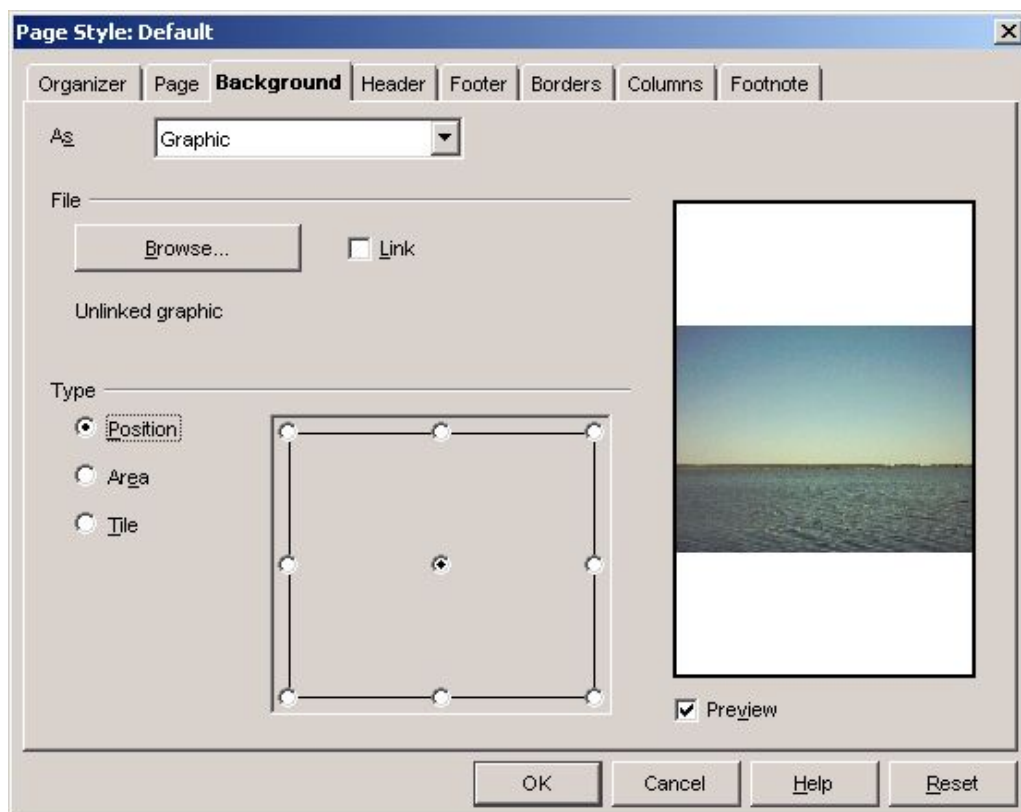 Page Style: Default
Organizer Page Background Header Footer Borders Columns Footnote
As Graphic
File
Browse... Link
Unlinked graphic
Type
Position
Area
Tile
Preview
OK Cancel Help Reset